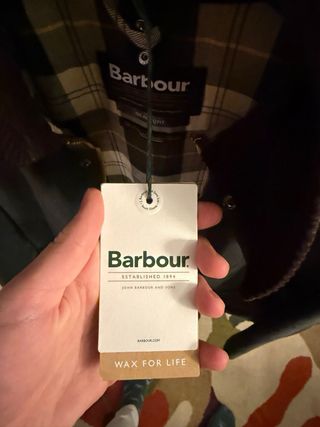 Barbour
Barbour
ESTABLISHED 1894
JOHN BARBOUR AND SONS
BARBOUR.COM
WAX FOR LIFE